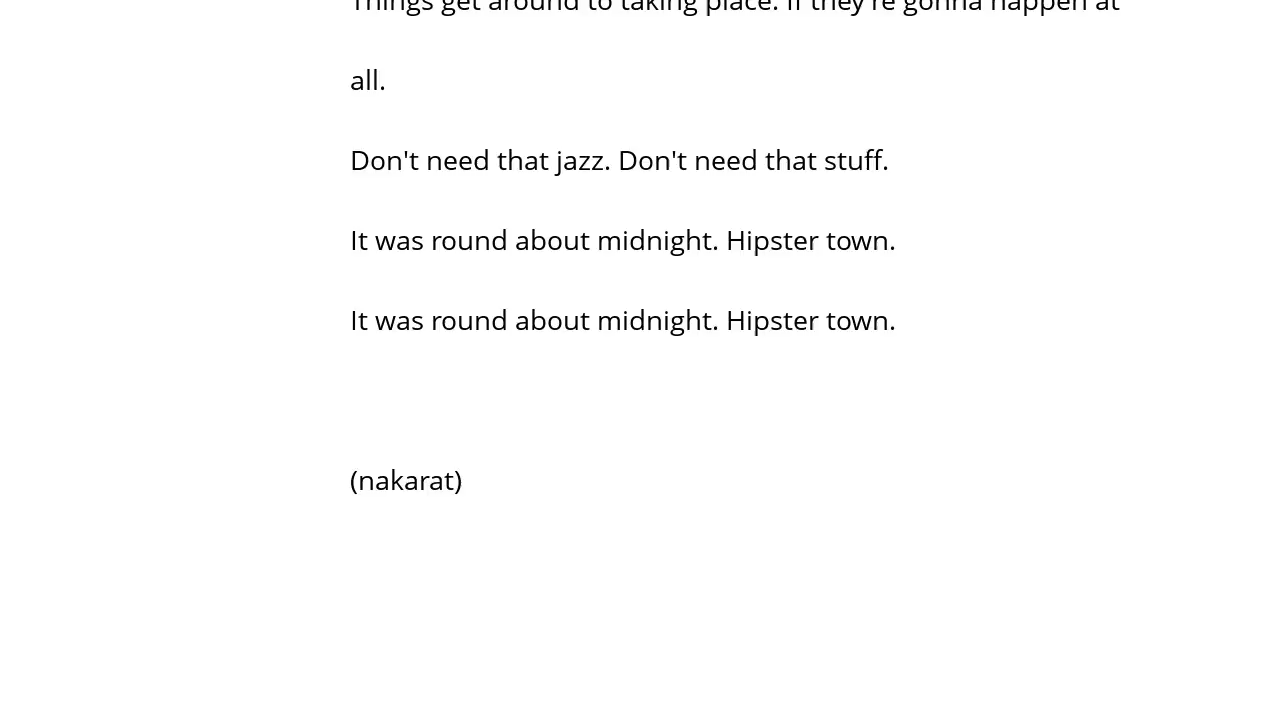 Things get around to taking place. If they're gonna happen at
all.
Don't need that jazz. Don't need that stuff.
It was round about midnight. Hipster town.
It was round about midnight. Hipster town.
(nakarat)